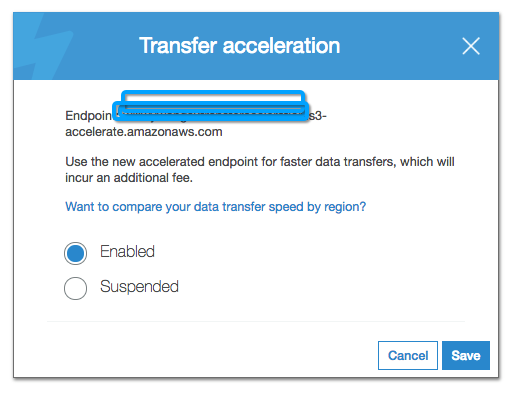 Transfer acceleration
Endpoint s3-
accelerate.amazonaws.com
Use the new accelerated endpoint for faster data transfers, which will
incur an additional fee.
Want to compare your data transfer speed by region?
Enabled
Suspended
Cancel Save